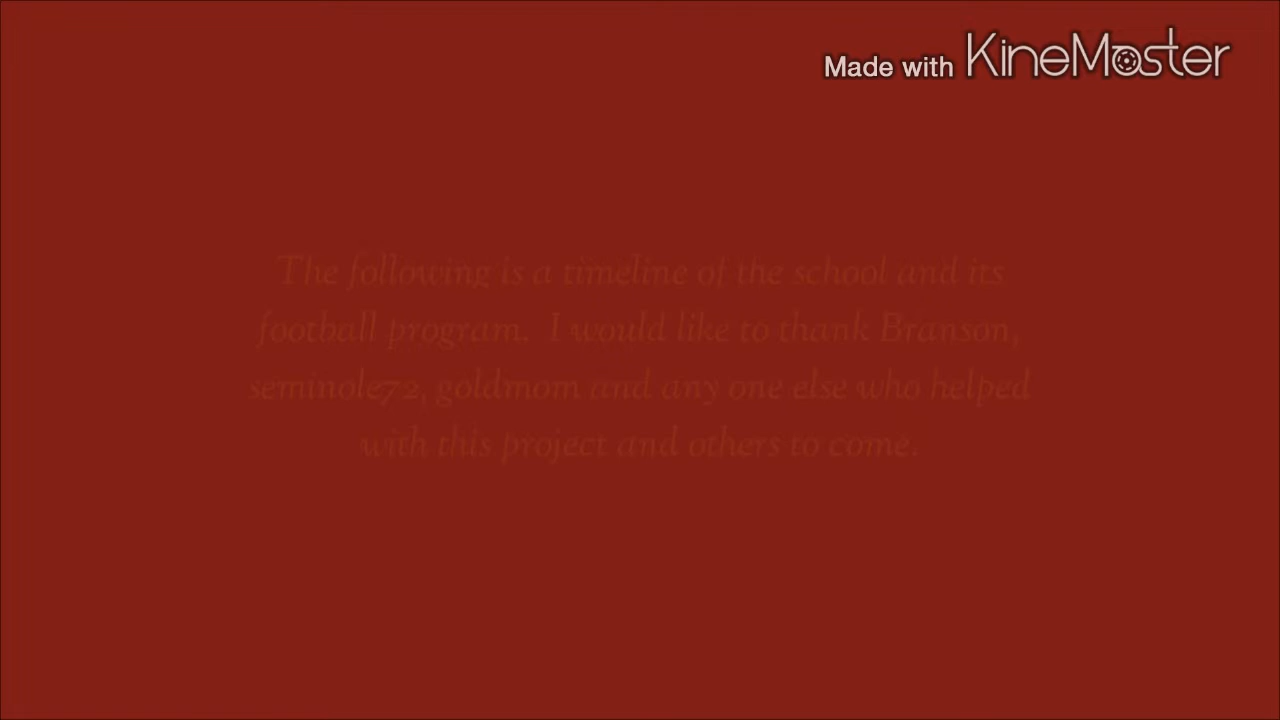 Made with KineMaster
The following is a timeline of the school and its
football program. I would like to thank Branson,
seminole72, goldmom and any one else who helped
with this project and others to come.